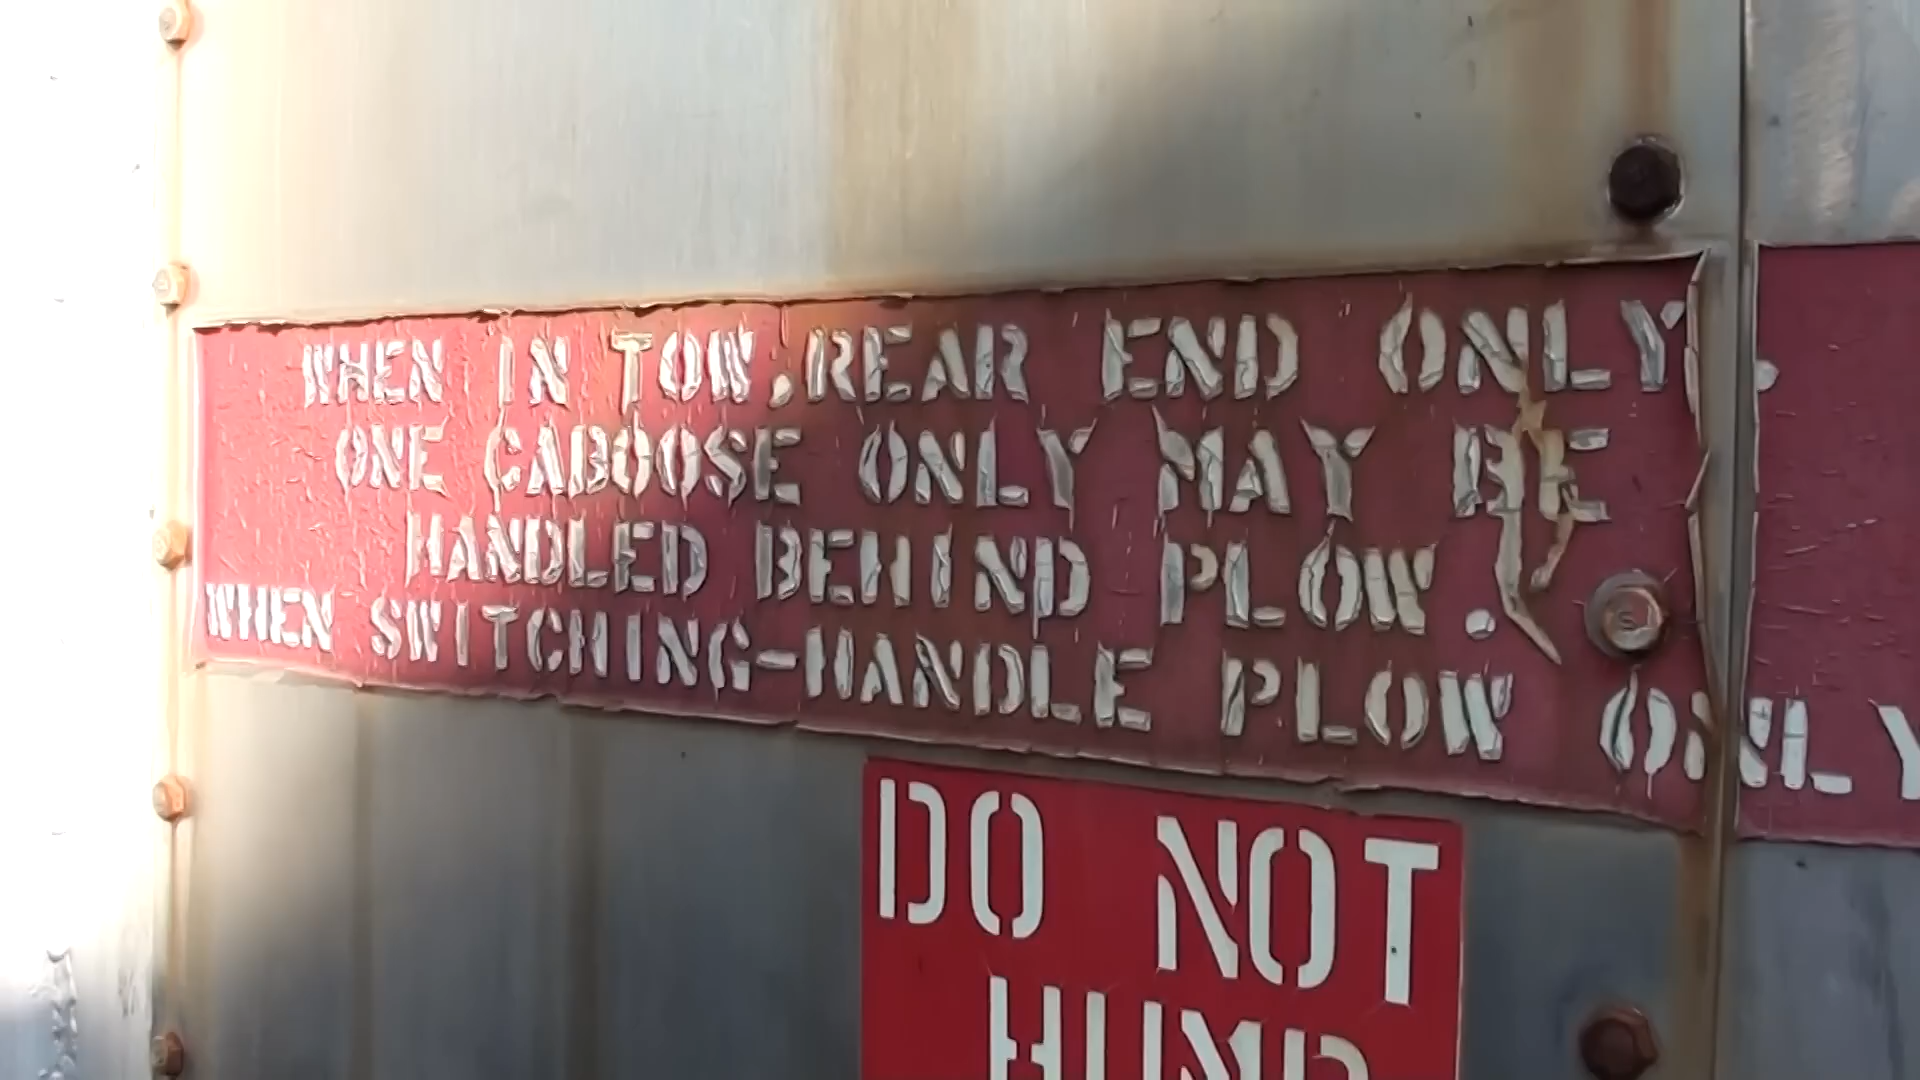 WHEN IN TOW, REAR END ONLY.
ONE CABOOSE ONLY MAY BE
HANDLED BEHIND PLOW.
WHEN SWITCHING-HANDLE PLOW ONLY
DO NOT
HUMP